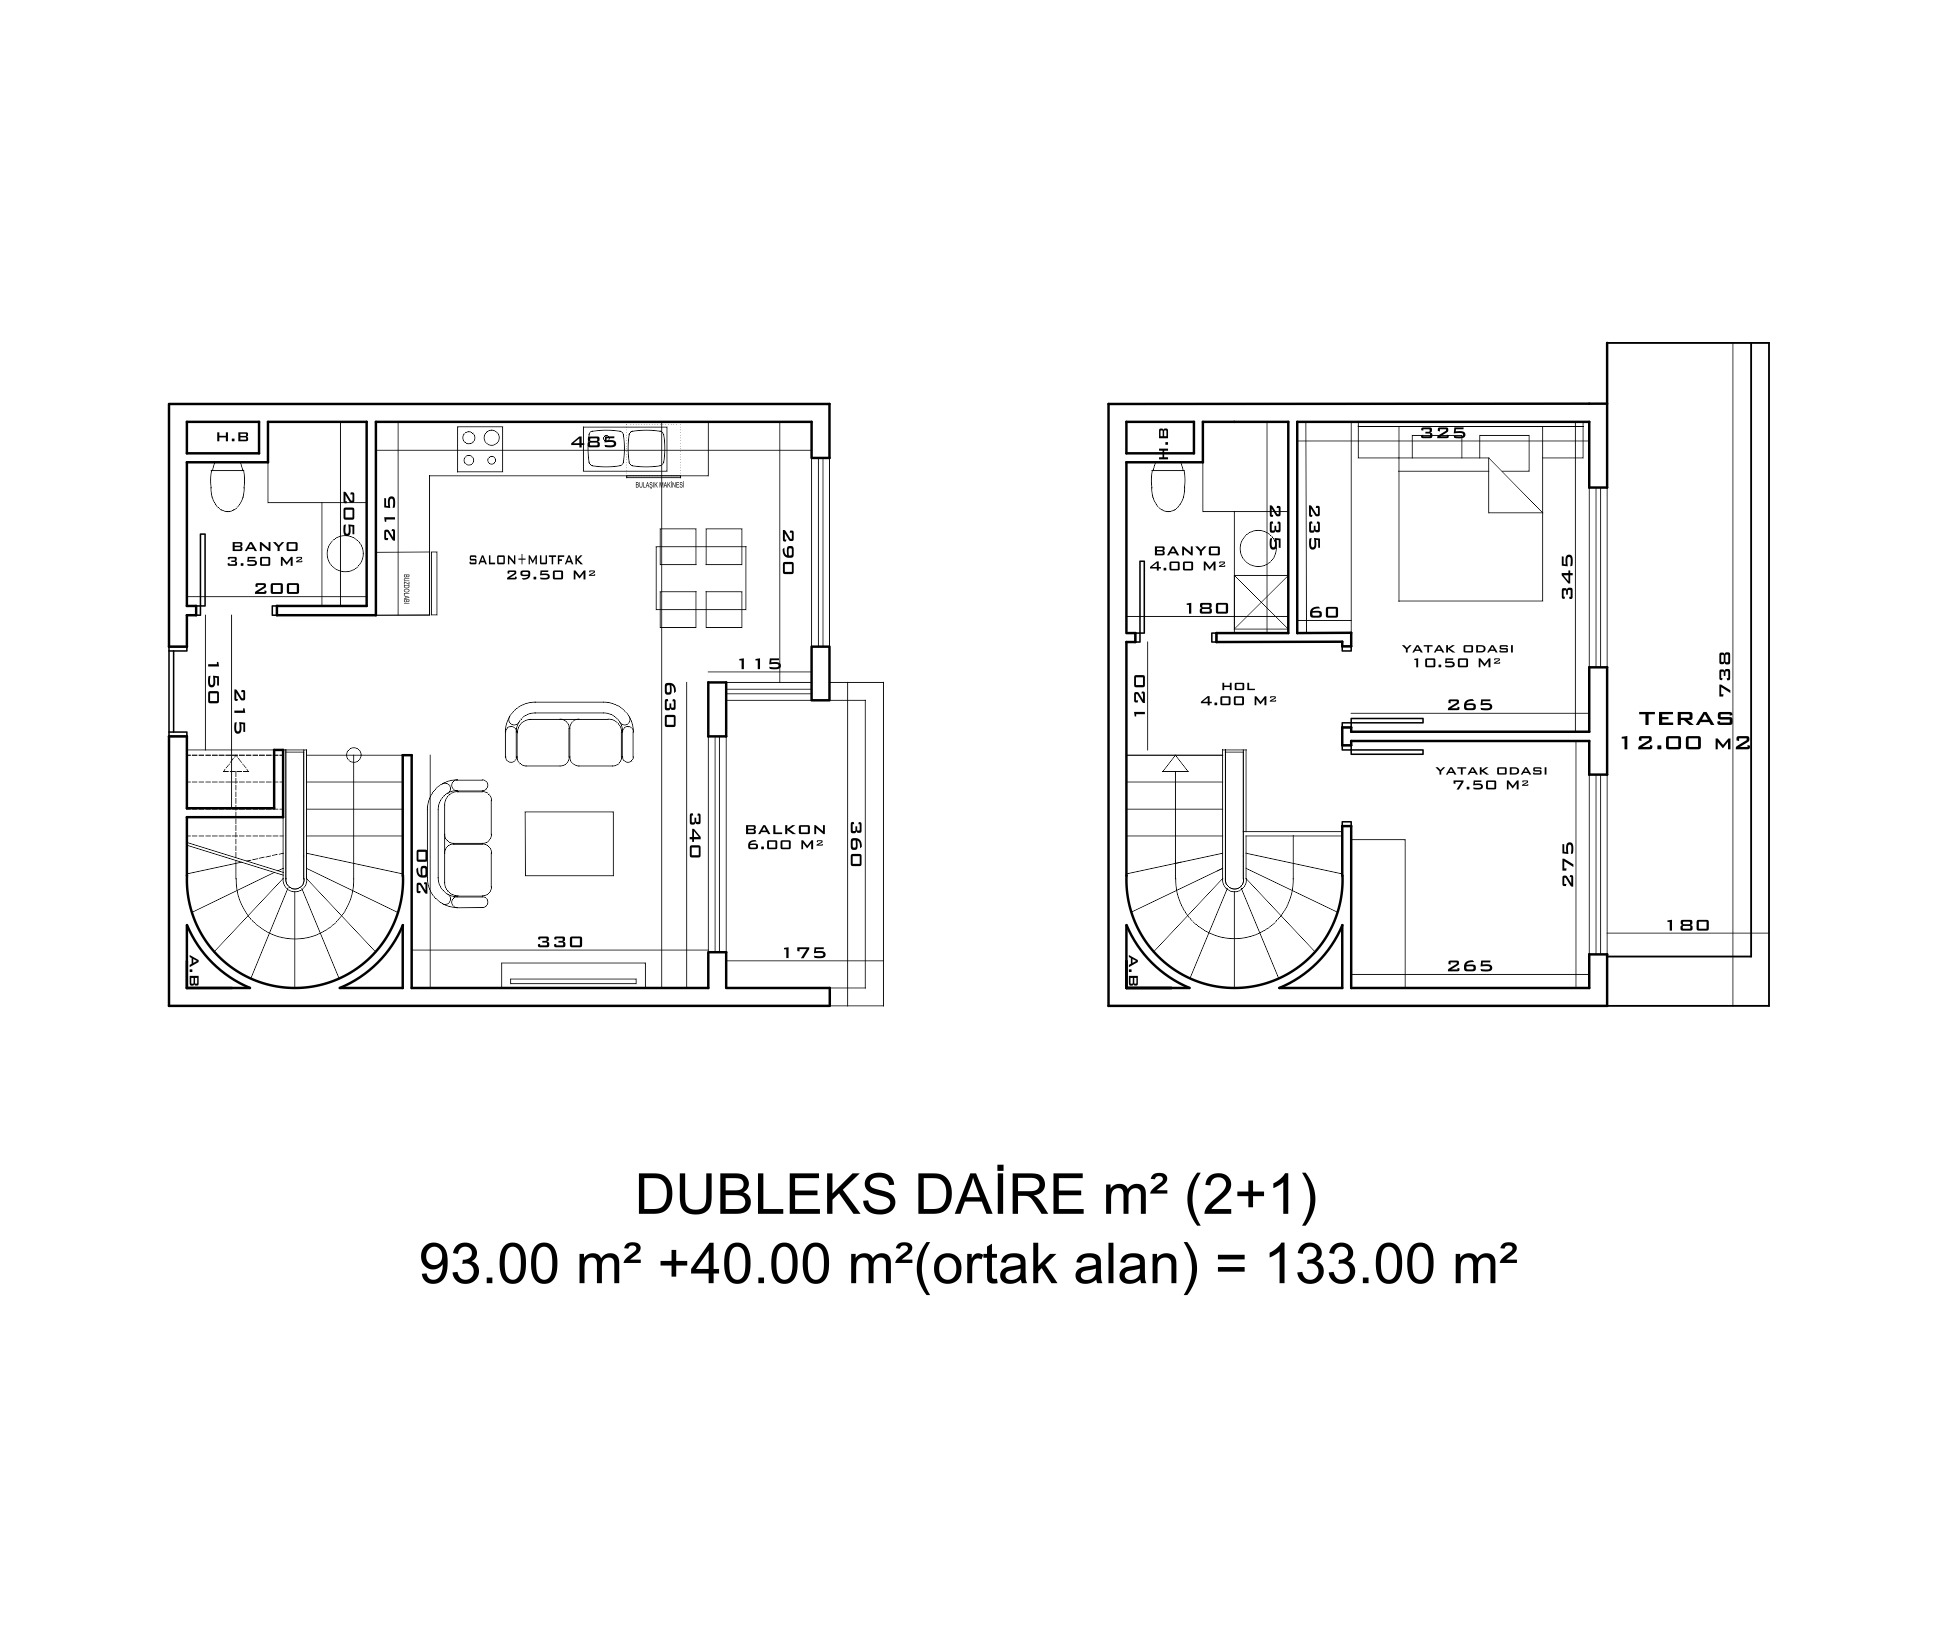 H.B
485
BULAŞIK MAKİNESİ
205
215
290
BANYO
3.50 M²
SALON+MUTFAK
29.50 M²
BUZDOLABI
200
150
215
115
630
340
BALKON
6.00 M²
360
260
330
175
A.B
H.B
325
235
235
BANYO
4.00 M²
345
180
60
YATAK ODASI
10.50 M²
120
HOL
4.00 M²
265
738
TERAS
12.00 M2
YATAK ODASI
7.50 M²
275
180
265
A.B
DUBLEKS DAİRE m² (2+1)
93.00 m² +40.00 m²(ortak alan) = 133.00 m²